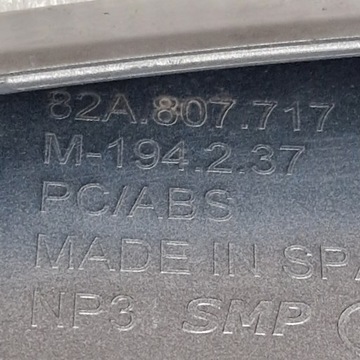 82A.807.717
M-194.2.37
PC/ABS
MADE IN SPA
NP3 SMP